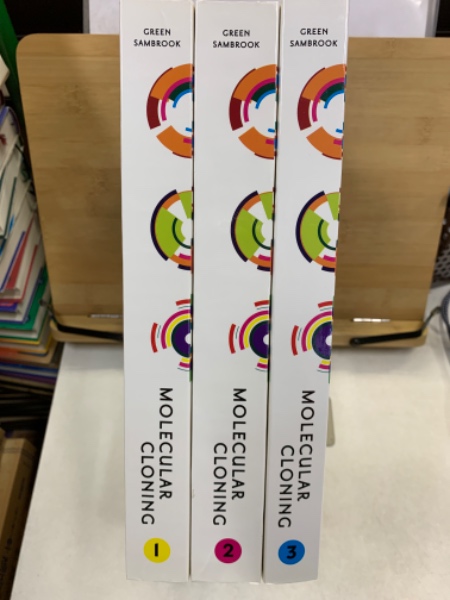 GREEN
SAMBROOK
MOLECULAR
CLONING
1
GREEN
SAMBROOK
MOLECULAR
CLONING
2
GREEN
SAMBROOK
MOLECULAR
CLONING
3